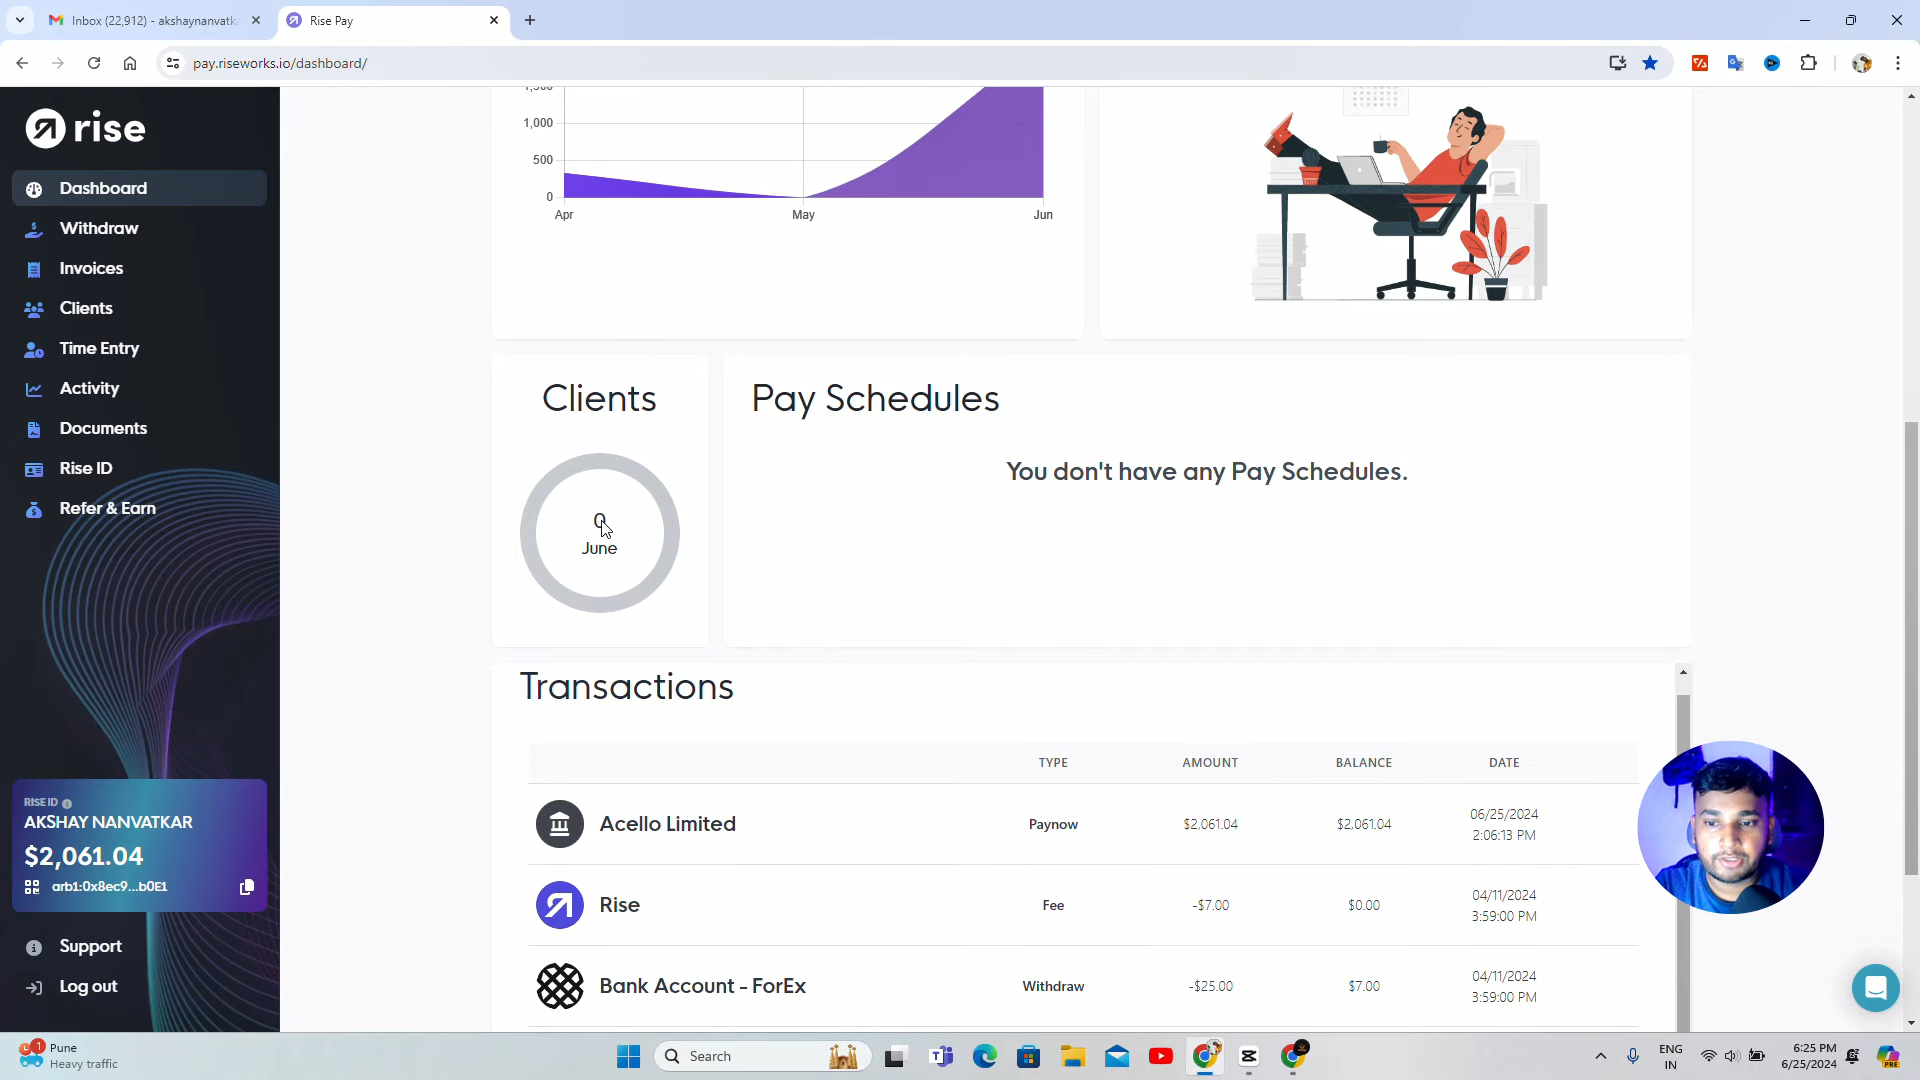 Inbox (22,912) - akshaynanvatk
Rise Pay
pay.riseworks.io/dashboard/
rise
Dashboard
Withdraw
Invoices
Clients
Time Entry
Activity
Documents
Rise ID
Refer & Earn
RISE ID
AKSHAY NANVATKAR
$2,061.04
arb1:0x8ec9...b0E1
Support
Log out
1,500
1,000
500
0
Apr May Jun
Clients
0
June
Pay Schedules
You don't have any Pay Schedules.
Transactions
TYPE AMOUNT BALANCE DATE
Acello Limited Paynow $2,061.04 $2,061.04 06/25/2024 2:06:13 PM
Rise Fee -$7.00 $0.00 04/11/2024 3:59:00 PM
Bank Account - ForEx Withdraw -$25.00 $7.00 04/11/2024 3:59:00 PM
1
Pune
Heavy traffic
Search
ENG
IN
6:25 PM
6/25/2024
PRE